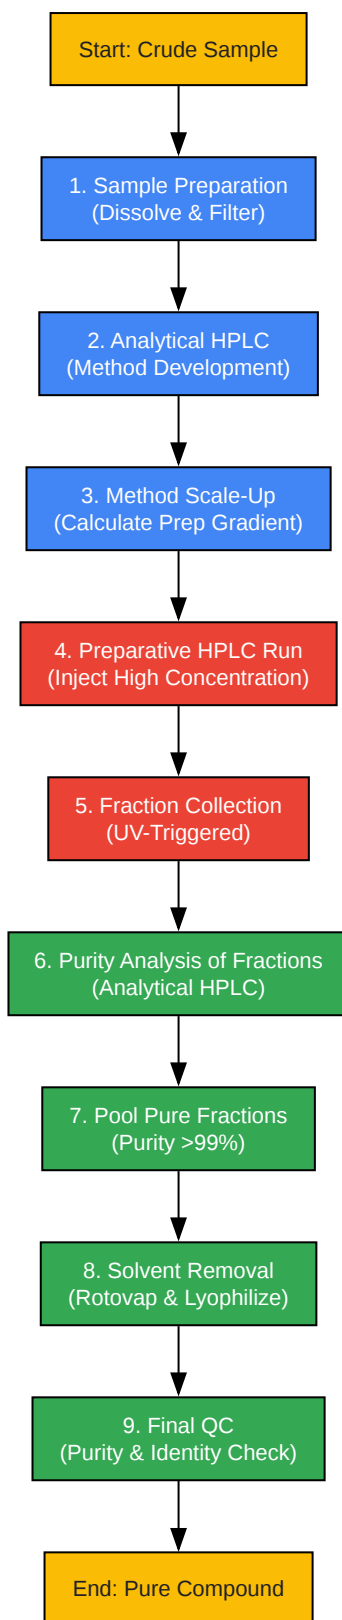 Start: Crude Sample
1. Sample Preparation
(Dissolve & Filter)
2. Analytical HPLC
(Method Development)
3. Method Scale-Up
(Calculate Prep Gradient)
4. Preparative HPLC Run
(Inject High Concentration)
5. Fraction Collection
(UV-Triggered)
6. Purity Analysis of Fractions
(Analytical HPLC)
7. Pool Pure Fractions
(Purity >99%)
8. Solvent Removal
(Rotovap & Lyophilize)
9. Final QC
(Purity & Identity Check)
End: Pure Compound